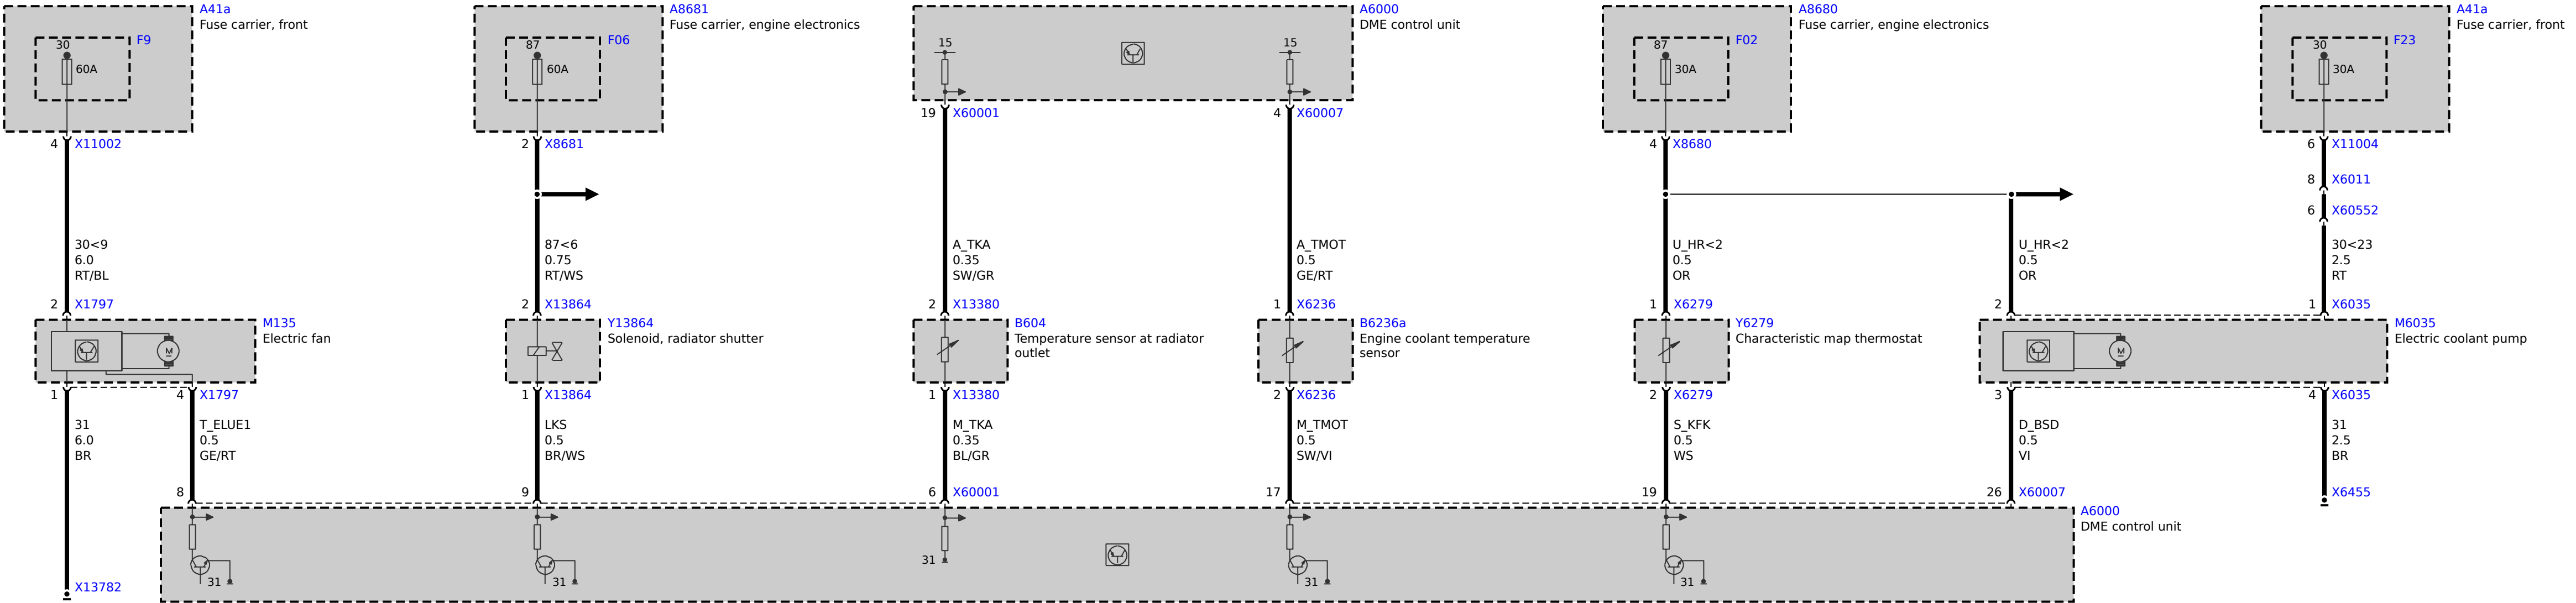 A41a
Fuse carrier, front
F9
30
60A
A8681
Fuse carrier, engine electronics
F06
87
60A
A6000
DME control unit
15
15
A8680
Fuse carrier, engine electronics
F02
87
30A
A41a
Fuse carrier, front
F23
30
30A
4 X11002
2 X8681
19 X60001
4 X60007
4 X8680
6 X11004
8 X6011
6 X60552
30<9
6.0
RT/BL
87<6
0.75
RT/WS
A_TKA
0.35
SW/GR
A_TMOT
0.5
GE/RT
U_HR<2
0.5
OR
U_HR<2
0.5
OR
30<23
2.5
RT
2 X1797
2 X13864
2 X13380
1 X6236
1 X6279
2
1 X6035
M135
Electric fan
M
Y13864
Solenoid, radiator shutter
B604
Temperature sensor at radiator
outlet
B6236a
Engine coolant temperature
sensor
Y6279
Characteristic map thermostat
M6035
Electric coolant pump
M
1
4 X1797
1 X13864
1 X13380
2 X6236
2 X6279
3
4 X6035
31
6.0
BR
T_ELUE1
0.5
GE/RT
LKS
0.5
BR/WS
M_TKA
0.35
BL/GR
M_TMOT
0.5
SW/VI
S_KFK
0.5
WS
D_BSD
0.5
VI
31
2.5
BR
8
9
6 X60001
17
19
26 X60007
X6455
A6000
DME control unit
31
31
31
31
31
X13782